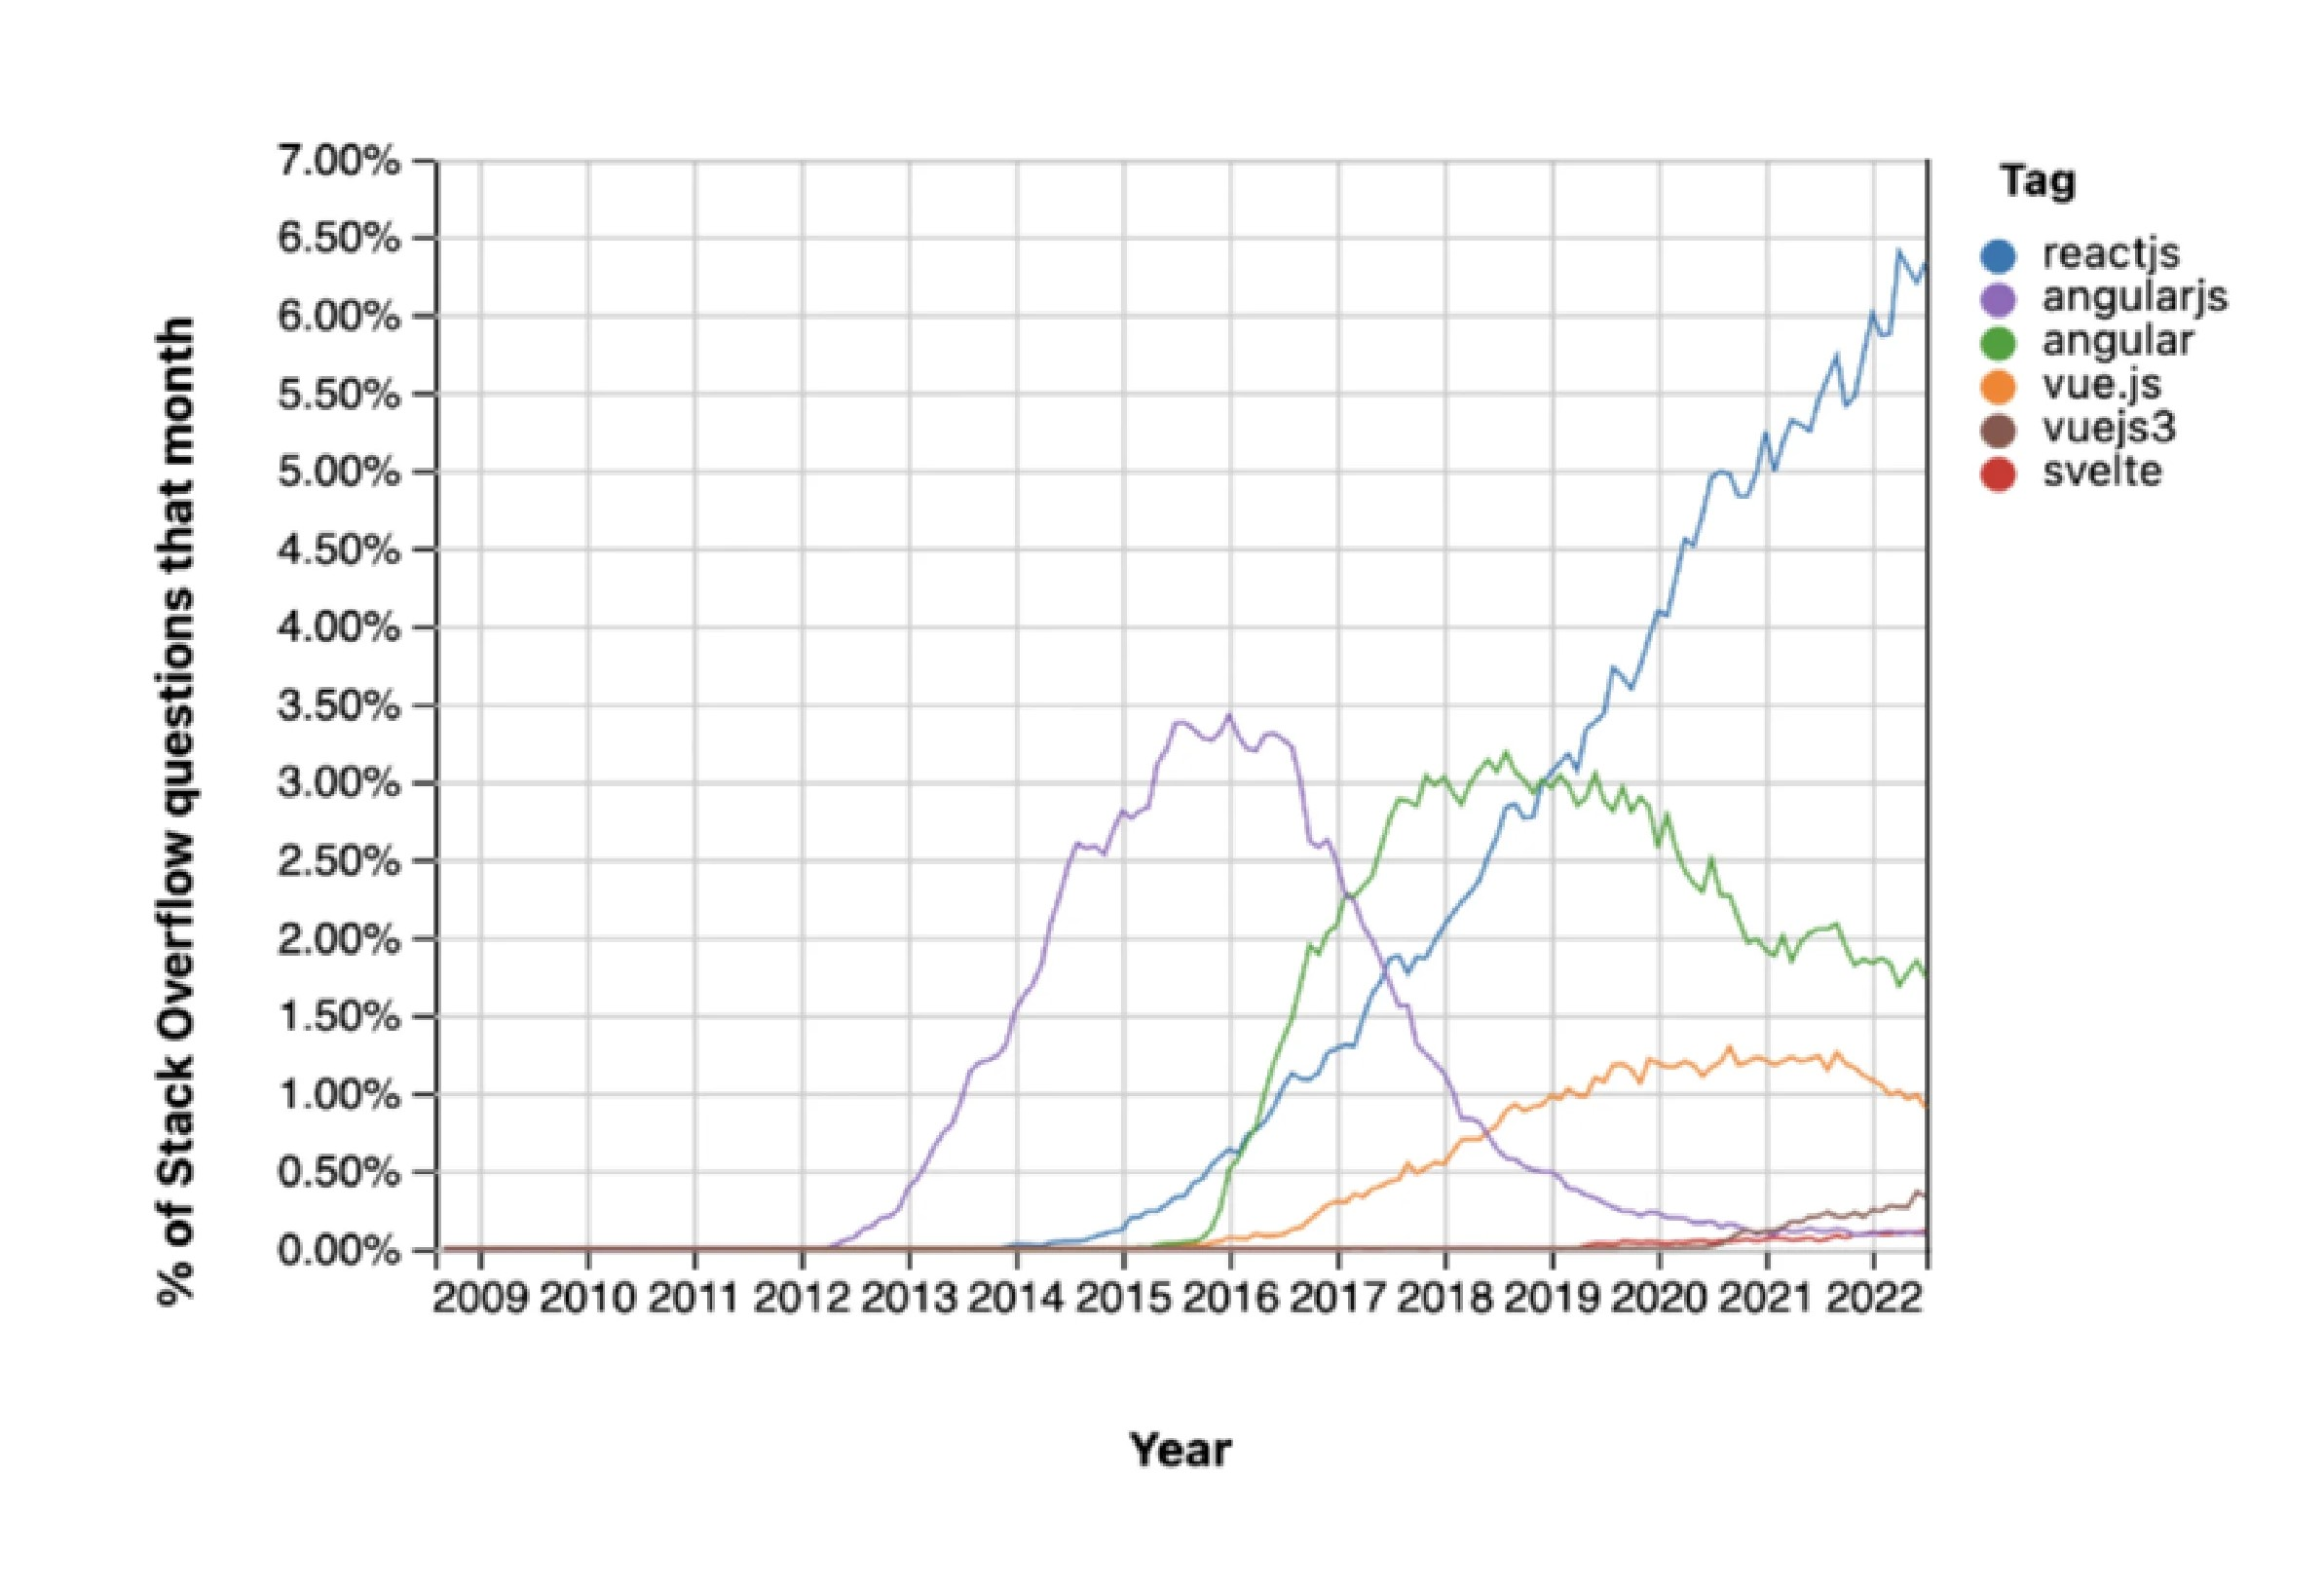 % of Stack Overflow questions that month
7.00%
6.50%
6.00%
5.50%
5.00%
4.50%
4.00%
3.50%
3.00%
2.50%
2.00%
1.50%
1.00%
0.50%
0.00%
2009 2010 2011 2012 2013 2014 2015 2016 2017 2018 2019 2020 2021 2022
Year
Tag
reactjs
angularjs
angular
vue.js
vuejs3
svelte